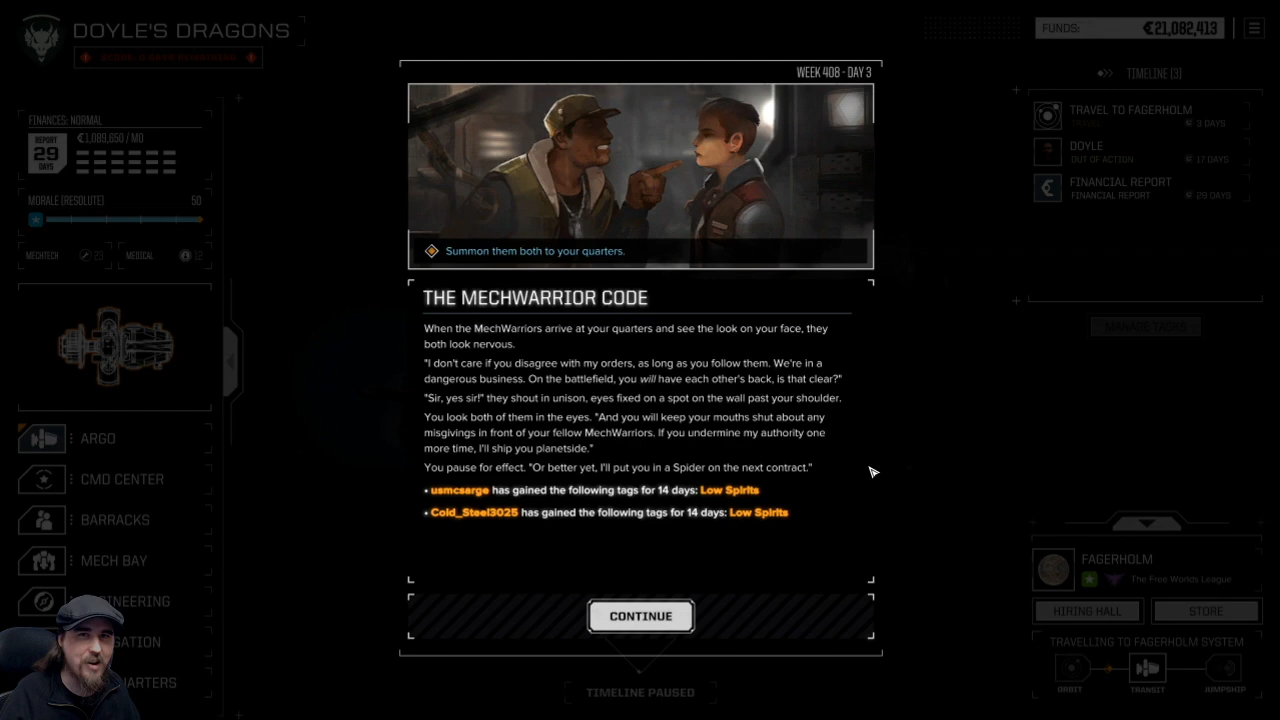 DOYLE'S DRAGONS
FUNDS: ₡21,082,413
WEEK 408 - DAY 3
TIMELINE (3)
FINANCES: NORMAL
REPORT
29
DAYS
₡1,089,650 / MO
MORALE (RESOLUTE) 50
MECHTECH 23
MEDICAL 12
ARGO
CMD CENTER
BARRACKS
MECH BAY
ENGINEERING
Summon them both to your quarters.
THE MECHWARRIOR CODE
When the MechWarriors arrive at your quarters and see the look on your face, they
both look nervous.
"I don't care if you disagree with my orders, as long as you follow them. We're in a
dangerous business. On the battlefield, you will have each other's back, is that clear?"
"Sir, yes sir!" they shout in unison, eyes fixed on a spot on the wall past your shoulder.
You look both of them in the eyes. "And you will keep your mouths shut about any
misgivings in front of your fellow MechWarriors. If you undermine my authority one
more time, I'll ship you planetside."
You pause for effect. "Or better yet, I'll put you in a Spider on the next contract."
• usmcsarge has gained the following tags for 14 days: Low Spirits
• Cold_Steel3025 has gained the following tags for 14 days: Low Spirits
CONTINUE
TIMELINE PAUSED
TRAVEL TO FAGERHOLM
TRAVEL 3 DAYS
DOYLE
OUT OF ACTION 17 DAYS
FINANCIAL REPORT
FINANCIAL REPORT 29 DAYS
MANAGE TASKS
FAGERHOLM
The Free Worlds League
HIRING HALL
STORE
TRAVELLING TO FAGERHOLM SYSTEM
ORBIT
TRANSIT
JUMPSHIP